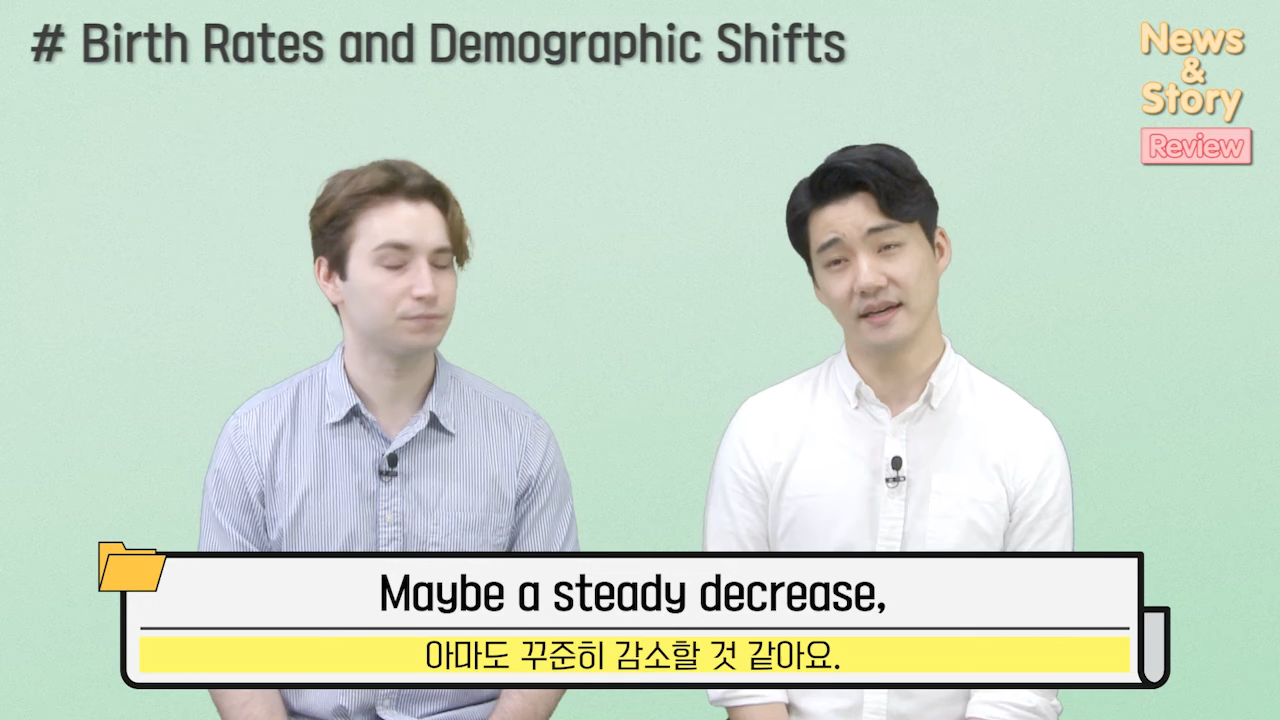 # Birth Rates and Demographic Shifts
News
&
Story
Review
Maybe a steady decrease,
아마도 꾸준히 감소할 것 같아요.